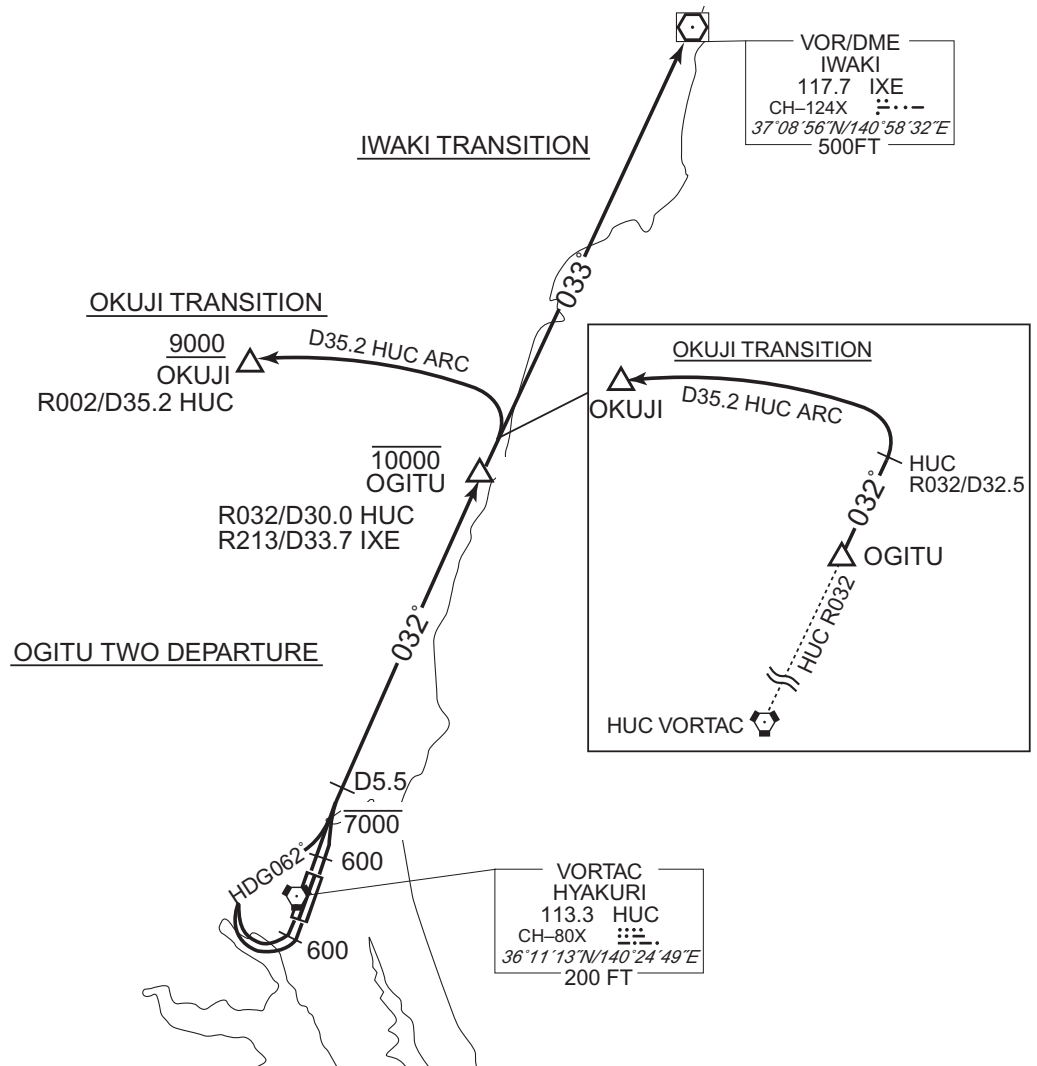 VOR/DME
IWAKI
117.7 IXE
CH–124X
37°08´56˝N/140°58´32˝E
500FT
IWAKI TRANSITION
033°
OKUJI TRANSITION
9000
OKUJI
R002/D35.2 HUC
D35.2 HUC ARC
10000
OGITU
R032/D30.0 HUC
R213/D33.7 IXE
032°
OGITU TWO DEPARTURE
OKUJI TRANSITION
OKUJI
D35.2 HUC ARC
HUC
R032/D32.5
032°
OGITU
HUC R032
HUC VORTAC
D5.5
7000
HDG062°
600
600
VORTAC
HYAKURI
113.3 HUC
CH–80X
36°11´13˝N/140°24´49˝E
200 FT